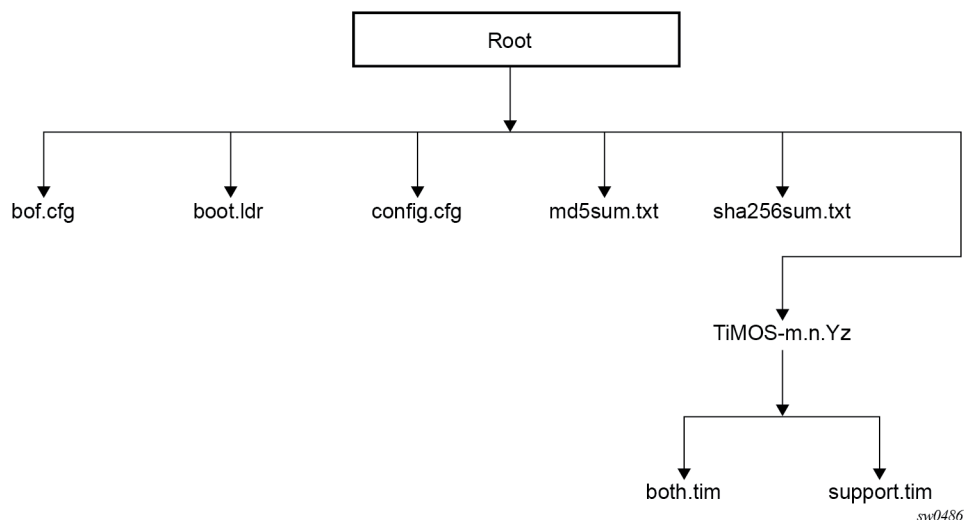 Root
bof.cfg
boot.ldr
config.cfg
md5sum.txt
sha256sum.txt
TiMOS-m.n.Yz
both.tim
support.tim
sw0486